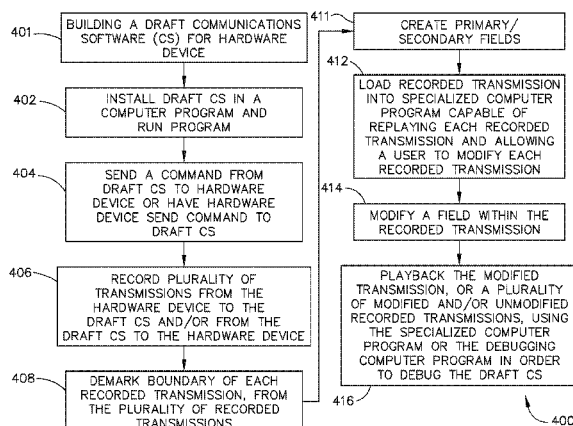 401
BUILDING A DRAFT COMMUNICATIONS
SOFTWARE (CS) FOR HARDWARE
DEVICE
402
INSTALL DRAFT CS IN A
COMPUTER PROGRAM AND
RUN PROGRAM
404
SEND A COMMAND FROM
DRAFT CS TO HARDWARE
DEVICE OR HAVE HARDWARE
DEVICE SEND COMMAND TO
DRAFT CS
406
RECORD PLURALITY OF
TRANSMISSIONS FROM THE
HARDWARE DEVICE TO THE
DRAFT CS AND/OR FROM THE
DRAFT CS TO THE HARDWARE DEVICE
408
DEMARK BOUNDARY OF EACH
RECORDED TRANSMISSION, FROM
THE PLURALITY OF RECORDED
TRANSMISSIONS
411
CREATE PRIMARY/
SECONDARY FIELDS
412
LOAD RECORDED TRANSMISSION
INTO SPECIALIZED COMPUTER
PROGRAM CAPABLE OF
REPLAYING EACH RECORDED
TRANSMISSION AND ALLOWING
A USER TO MODIFY EACH
RECORDED TRANSMISSION
414
MODIFY A FIELD WITHIN THE
RECORDED TRANSMISSION
PLAYBACK THE MODIFIED
TRANSMISSION, OR A PLURALITY
OF MODIFIED AND/OR UNMODIFIED
RECORDED TRANSMISSIONS, USING
THE SPECIALIZED COMPUTER
PROGRAM OR THE DEBUGGING
COMPUTER PROGRAM IN ORDER
TO DEBUG THE DRAFT CS
416
400